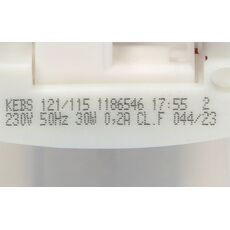 KEBS 121/115 1186546 17:55 2
230V 50Hz 30W 0,2A CL.F 044/23